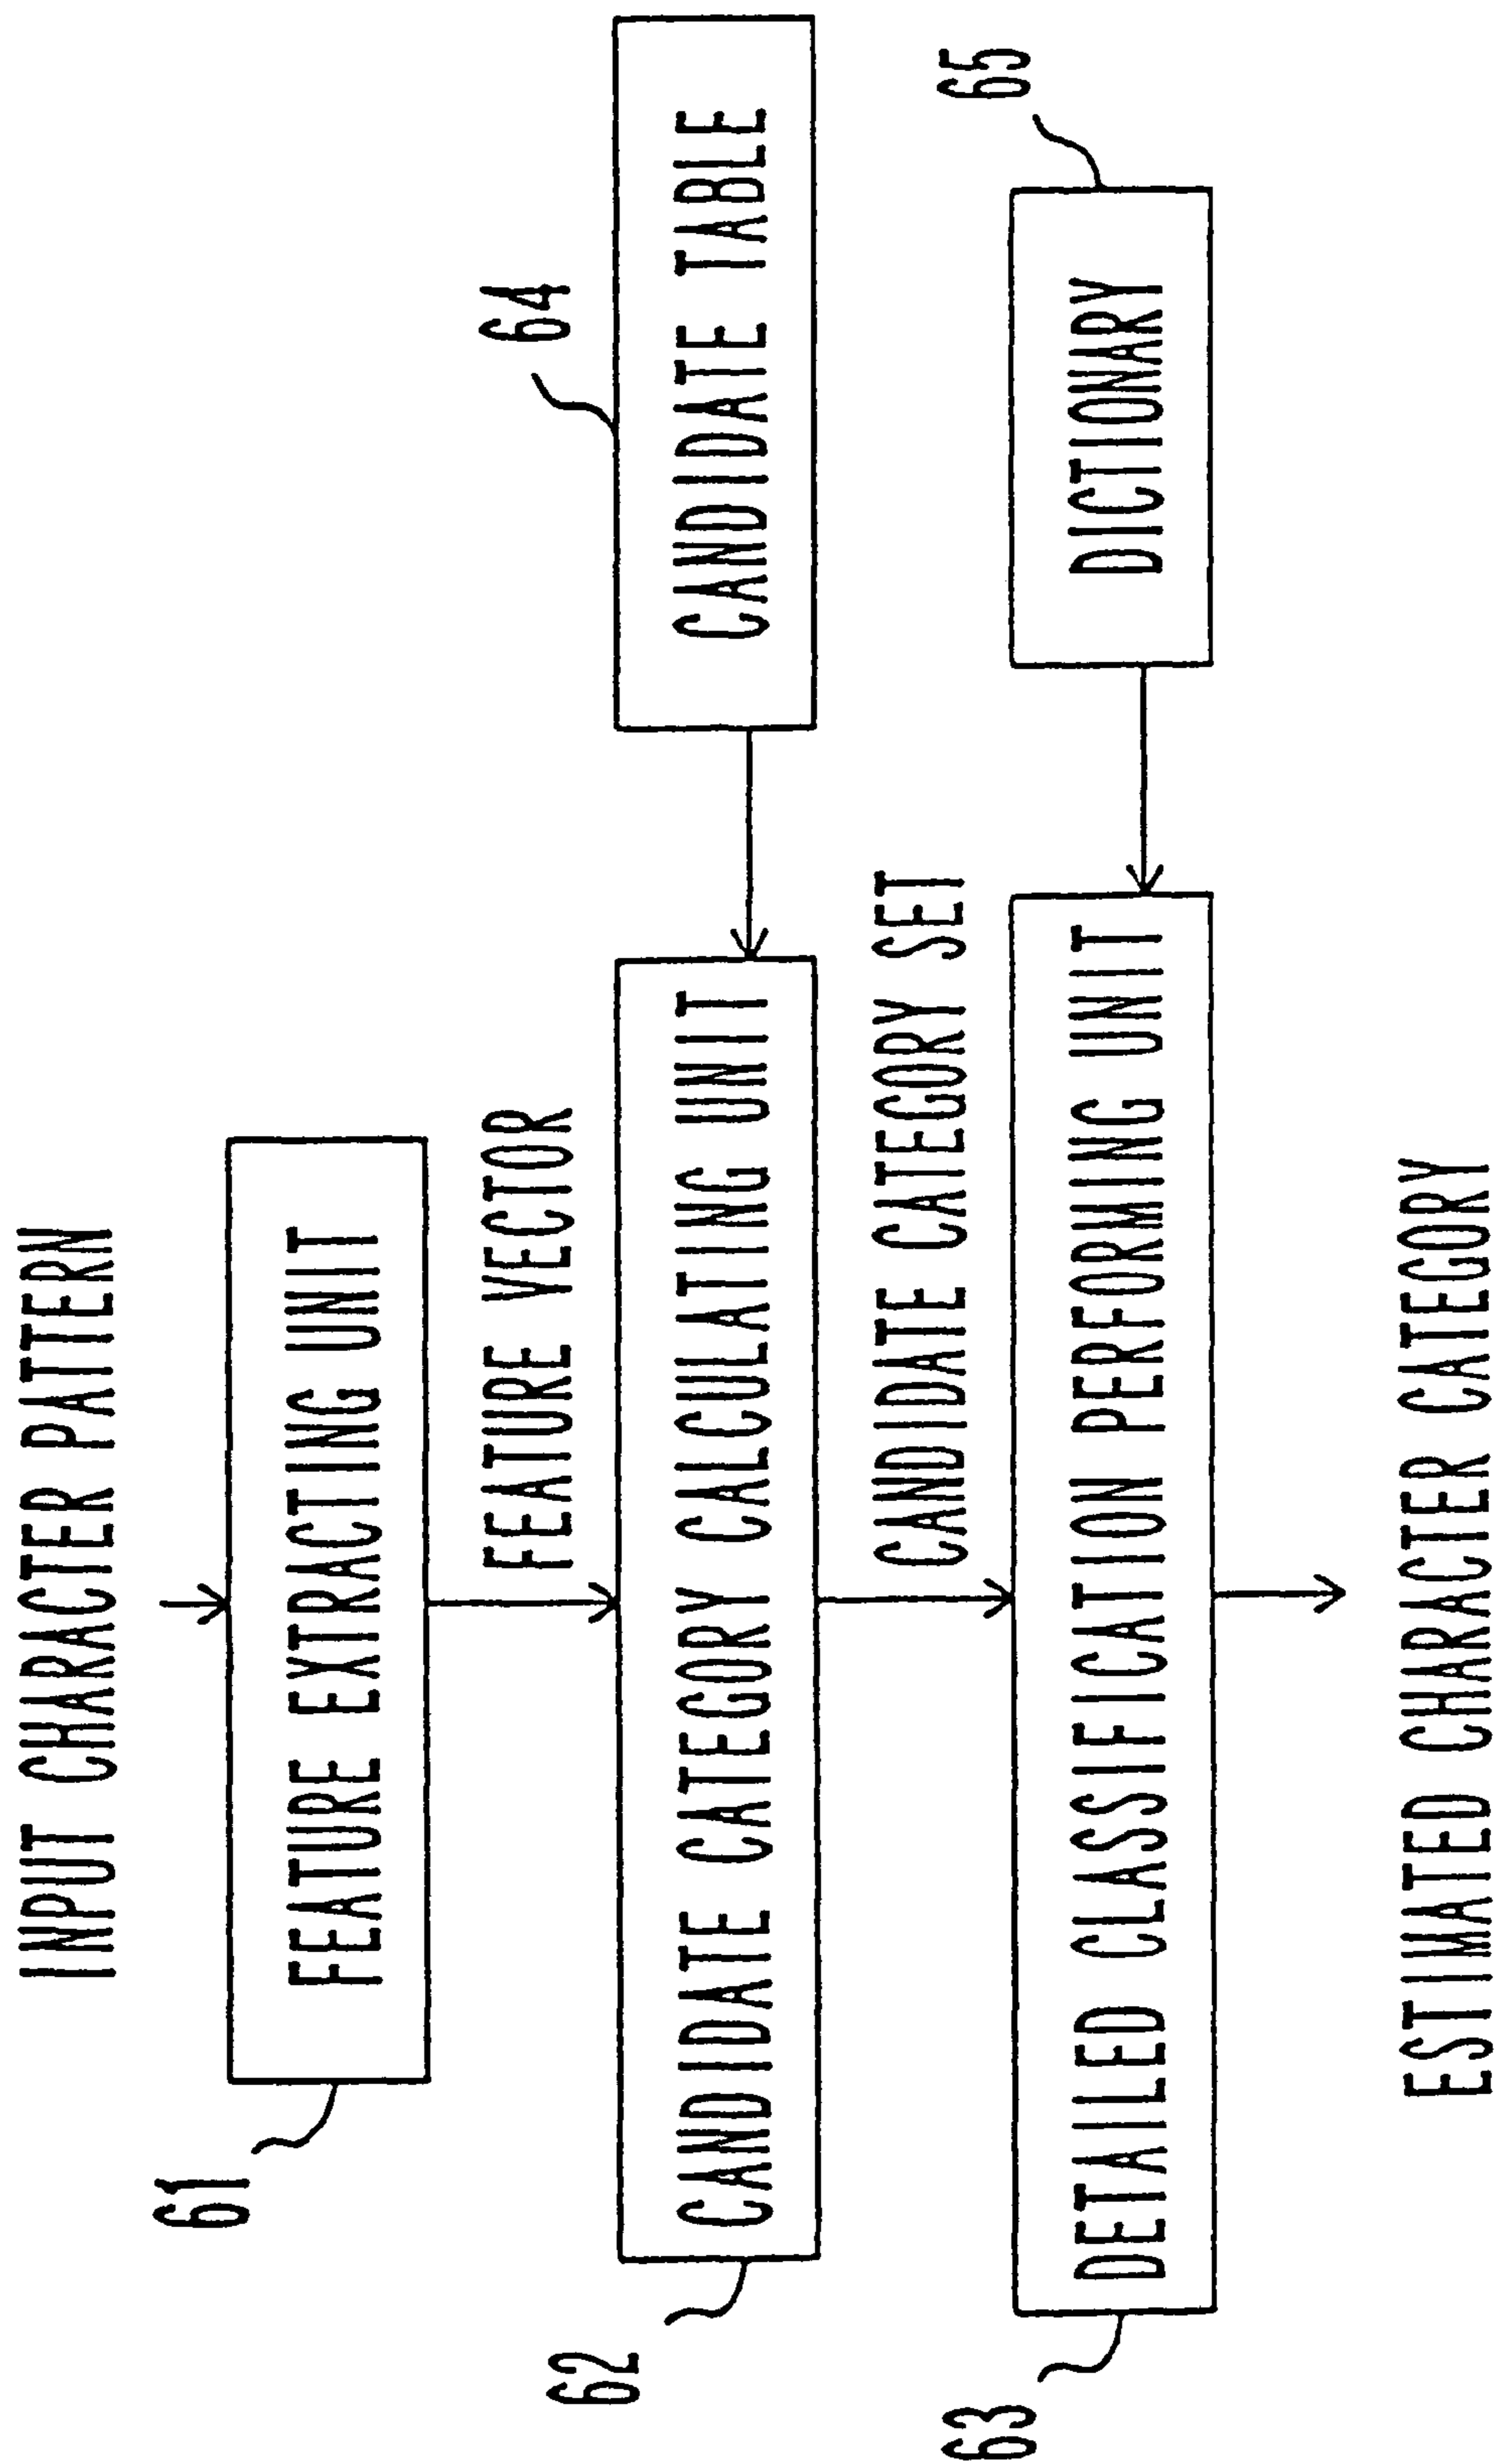 INPUT CHARACTER PATTERN
61
FEATURE EXTRACTING UNIT
FEATURE VECTOR
64
62
CANDIDATE CATEGORY CALCULATING UNIT
CANDIDATE TABLE
CANDIDATE CATEGORY SET
65
63
DETAILED CLASSIFICATION PERFORMING UNIT
DICTIONARY
ESTIMATED CHARACTER CATEGORY